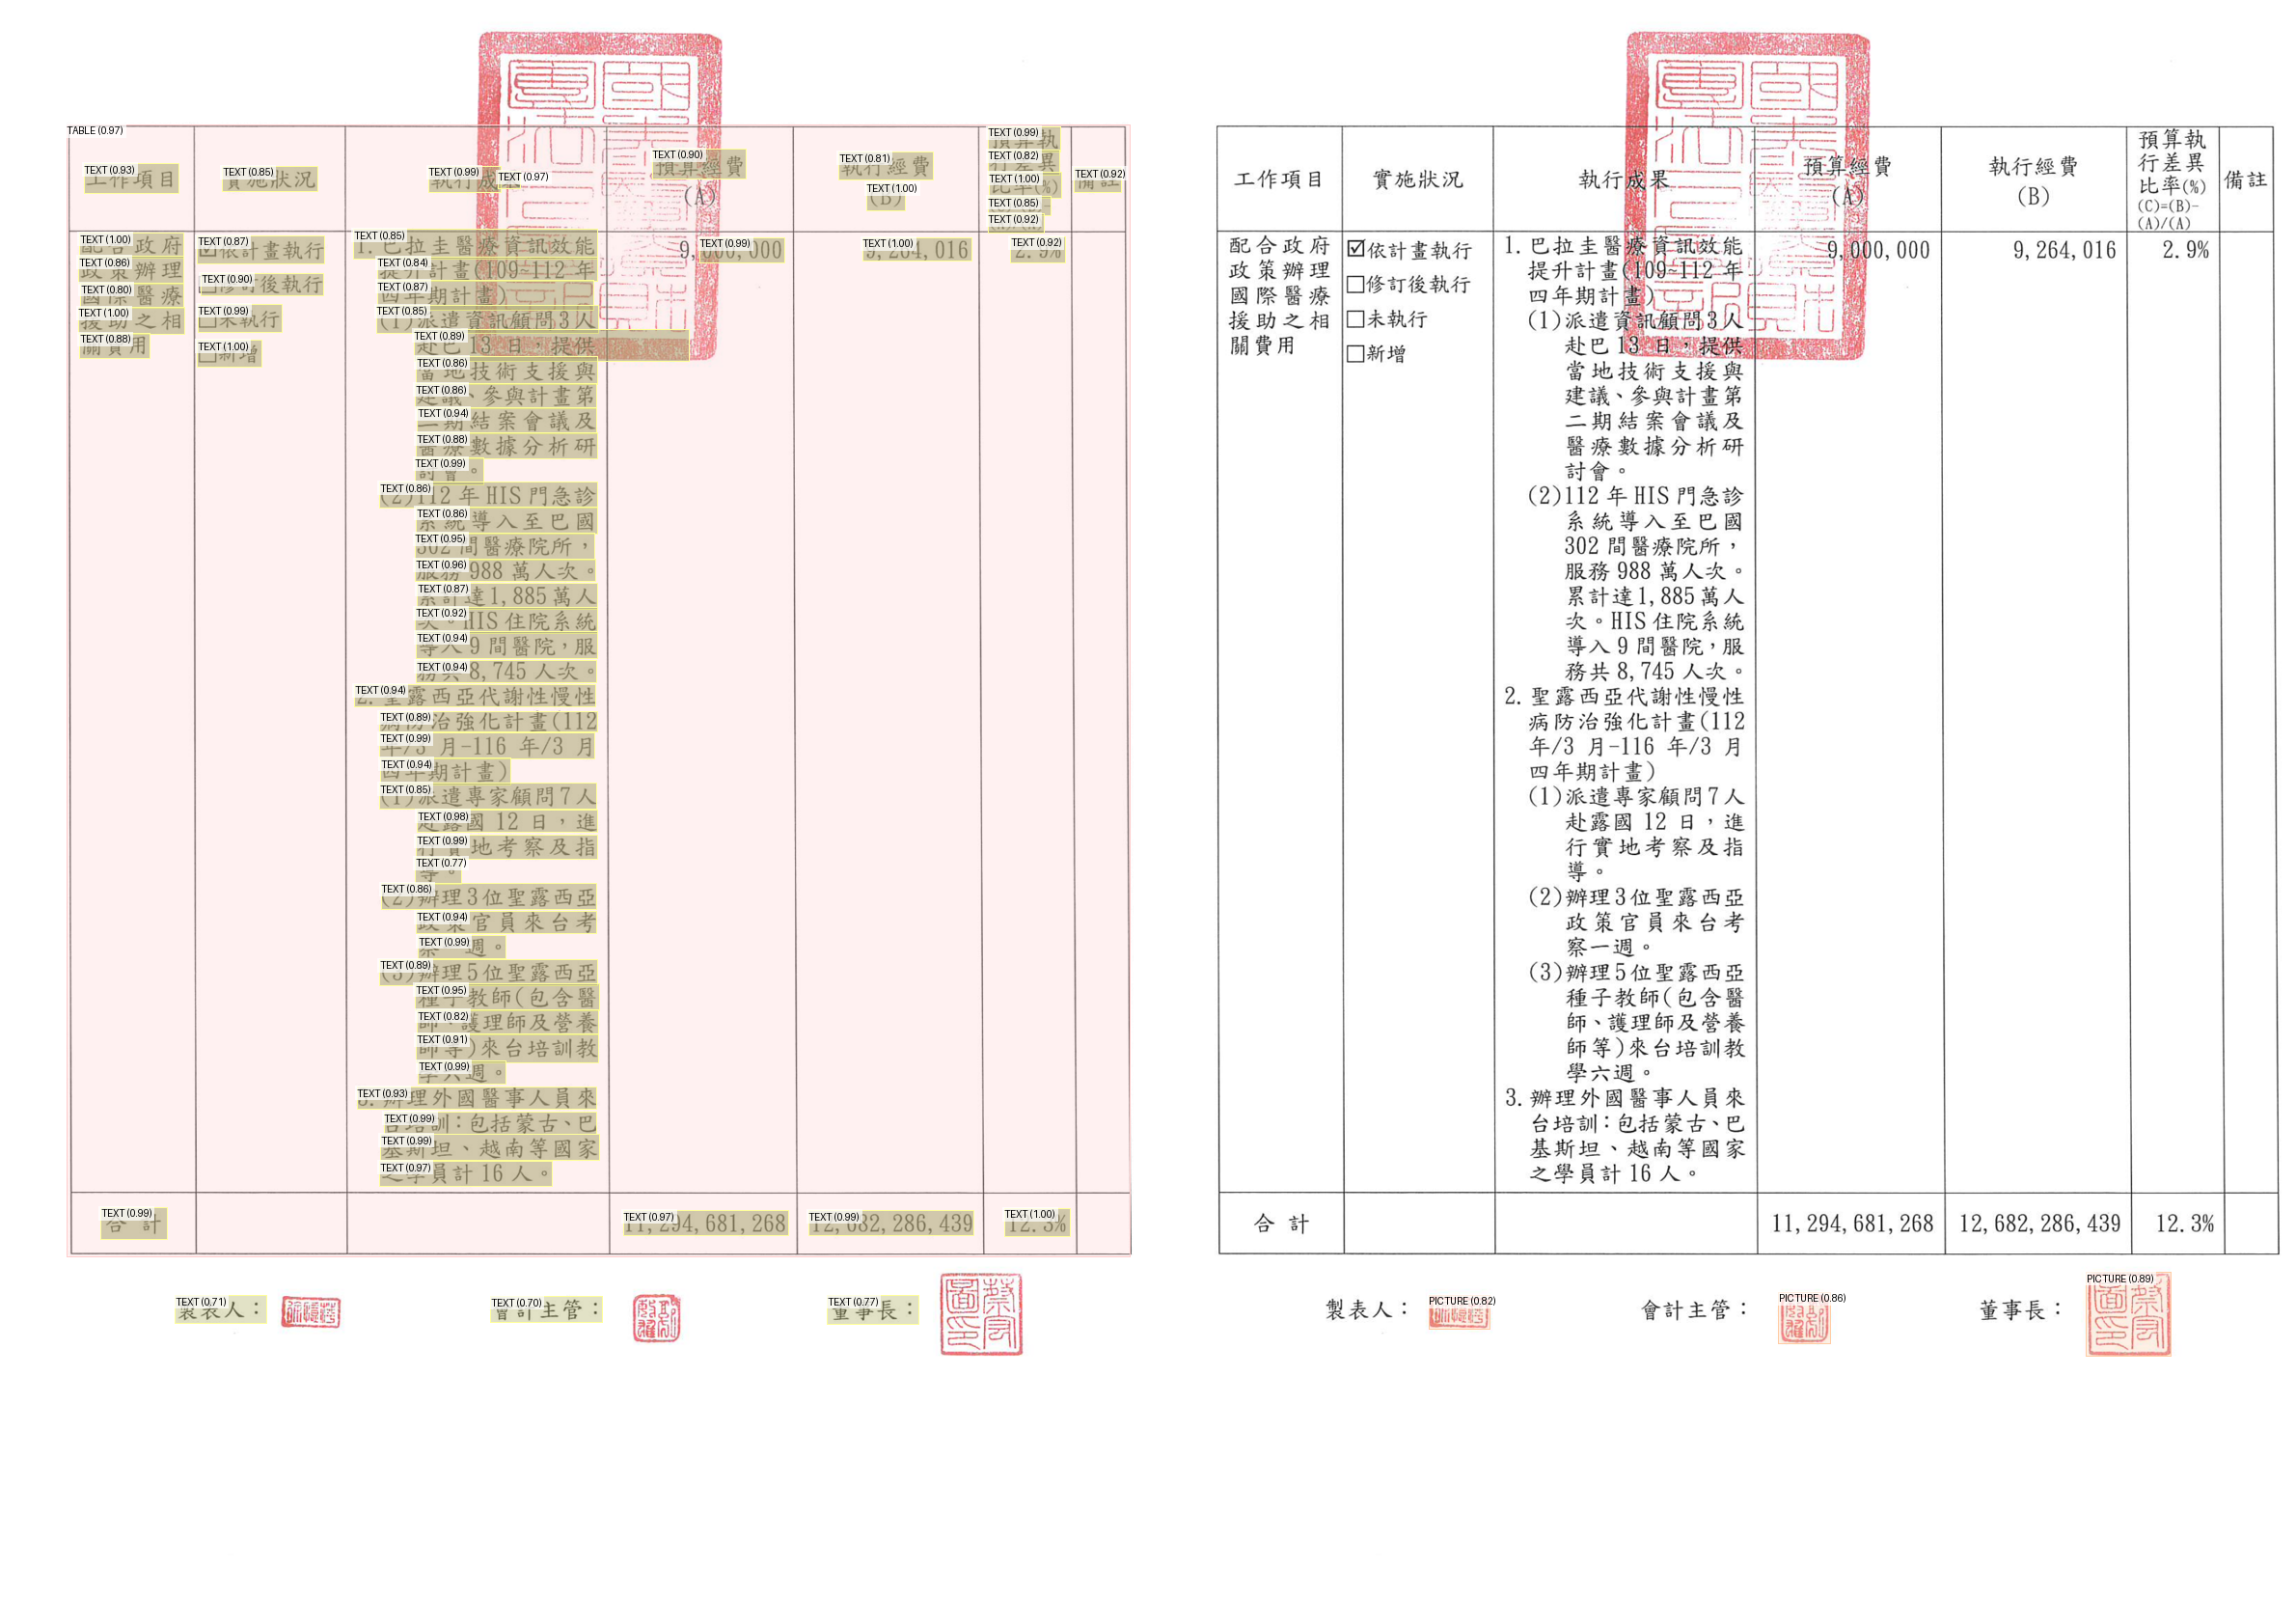 工作項目
實施狀況
執行成果
預算經費
(A)
執行經費
(B)
預算執
行差異
比率(%)
(C)=(B)-
(A)/(A)
備註
配合政府
政策辦理
國際醫療
援助之相
關費用
☑依計畫執行
□修訂後執行
□未執行
□新增
1.巴拉圭醫療資訊效能
提升計畫(109~112年
四年期計畫)
(1)派遣資訊顧問3人
赴巴13日，提供
當地技術支援與
建議、參與計畫第
二期結案會議及
醫療數據分析研
討會。
(2)112年HIS門急診
系統導入至巴國
302間醫療院所，
服務988萬人次。
累計達1,885萬人
次。HIS住院系統
導入9間醫院，服
務共8,745人次。
2.聖露西亞代謝性慢性
病防治強化計畫(112
年/3月-116年/3月
四年期計畫)
(1)派遣專家顧問7人
赴露國12日，進
行實地考察及指
導。
(2)辦理3位聖露西亞
政策官員來台考
察一週。
(3)辦理5位聖露西亞
種子教師(包含醫
師、護理師及營養
師等)來台培訓教
學六週。
3.辦理外國醫事人員來
台培訓：包括蒙古、巴
基斯坦、越南等國家
之學員計16人。
9,000,000
9,264,016
2.9%
合計
11,294,681,268
12,682,286,439
12.3%
製表人：
會計主管：
董事長：